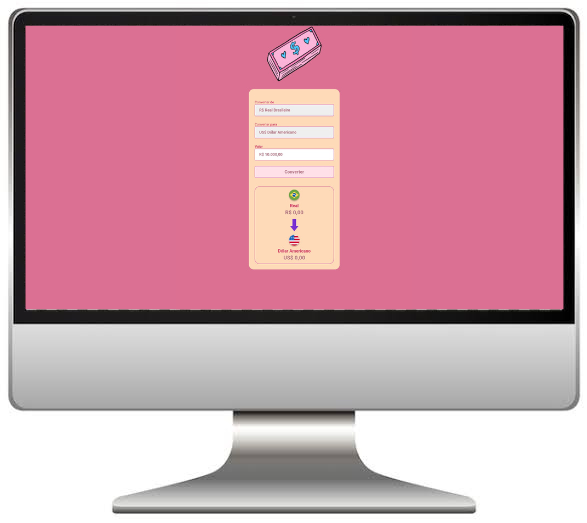 $
Converter de:
R$ Real Brasileiro
Converter para:
US$ Dólar Americano
Valor:
R$ 10.000,00
Converter
Real
R$ 0,00
Dólar Americano
US$ 0,00